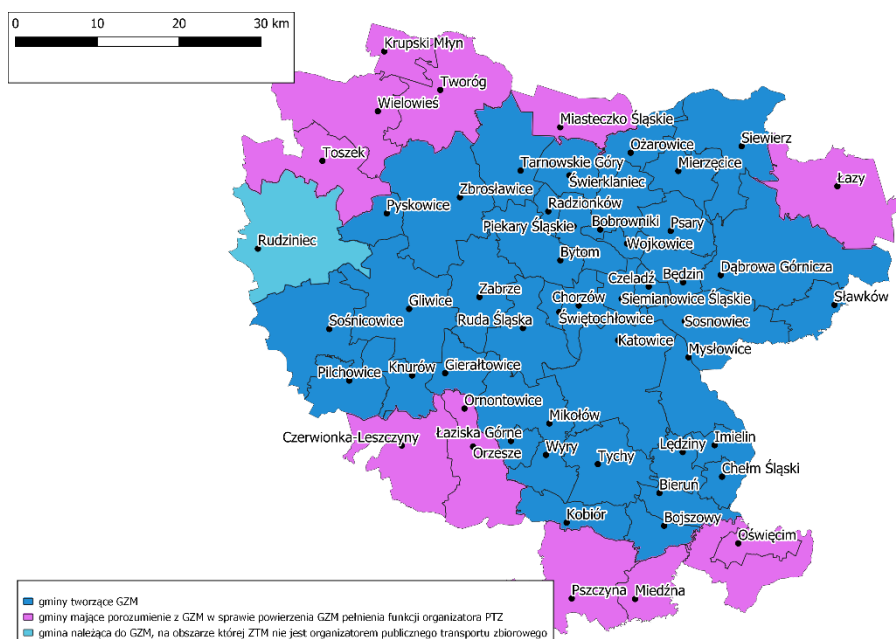 0 10 20 30 km
Krupski Młyn
Tworóg
Wielowieś
Miasteczko Śląskie
Siewierz
Ożarowice
Toszek
Tarnowskie Góry
Mierzęcice
Świerklaniec
Łazy
Zbrosławice
Pyskowice
Radzionków
Piekary Śląskie
Bobrowniki
Psary
Rudziniec
Wojkowice
Bytom
Dąbrowa Górnicza
Czeladź
Będzin
Sławków
Zabrze
Chorzów
Siemianowice Śląskie
Gliwice
Świętochłowice
Sosnowiec
Sośnicowice
Ruda Śląska
Katowice
Mysłowice
Pilchowice
Knurów
Gierałtowice
Ornontowice
Mikołów
Czerwionka-Leszczyny
Łaziska Górne
Orzesze
Wyry
Tychy
Lędziny
Imielin
Chełm Śląski
Bieruń
Kobiór
Bojszowy
Oświęcim
Pszczyna
Miedźna
gminy tworzące GZM
gminy mające porozumienie z GZM w sprawie powierzenia GZM pełnienia funkcji organizatora PTZ
gmina należąca do GZM, na obszarze której ZTM nie jest organizatorem publicznego transportu zbiorowego